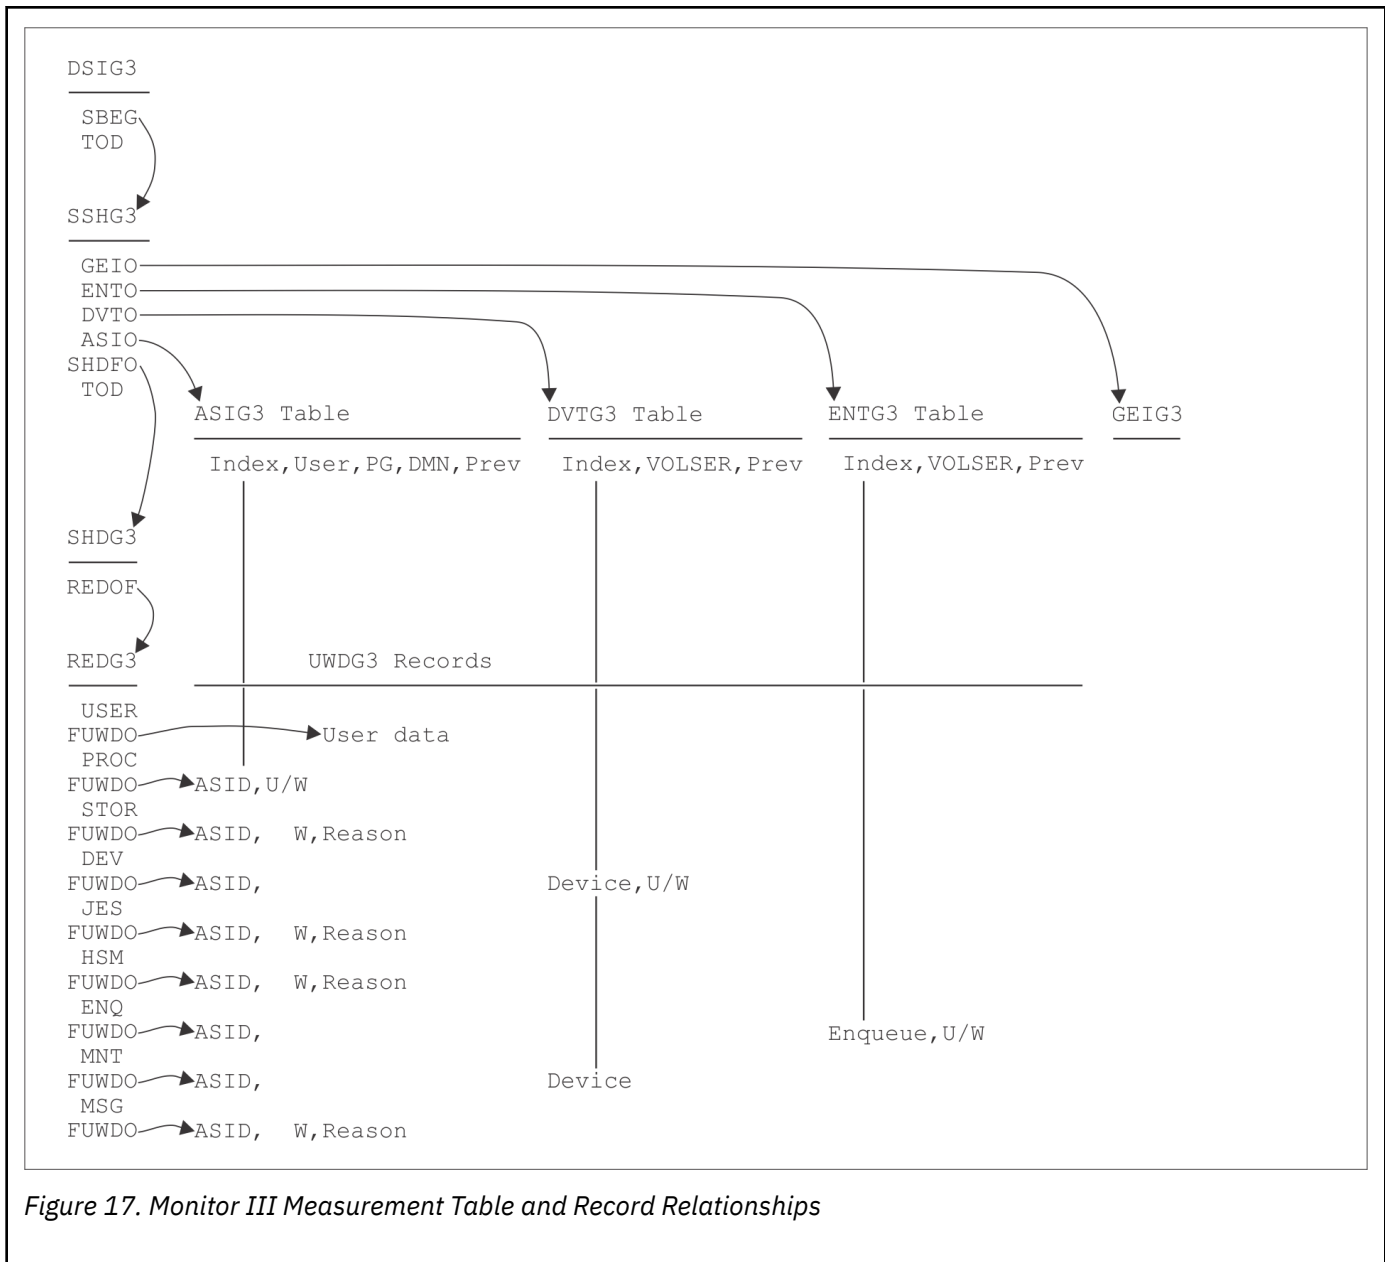 DSIG3
SBEG
TOD
SSHG3
GEIO
ENTO
DVTO
ASIO
SHDFO
TOD
ASIG3 Table DVTG3 Table ENTG3 Table GEIG3
Index,User,PG,DMN,Prev Index,VOLSER,Prev Index,VOLSER,Prev
SHDG3
REDOF
REDG3 UWDG3 Records
USER
FUWDO User data
PROC
FUWDO ASID,U/W
STOR
FUWDO ASID, W,Reason
DEV
FUWDO ASID, Device,U/W
JES
FUWDO ASID, W,Reason
HSM
FUWDO ASID, W,Reason
ENQ
FUWDO ASID, Enqueue,U/W
MNT
FUWDO ASID, Device
MSG
FUWDO ASID, W,Reason
Figure 17. Monitor III Measurement Table and Record Relationships